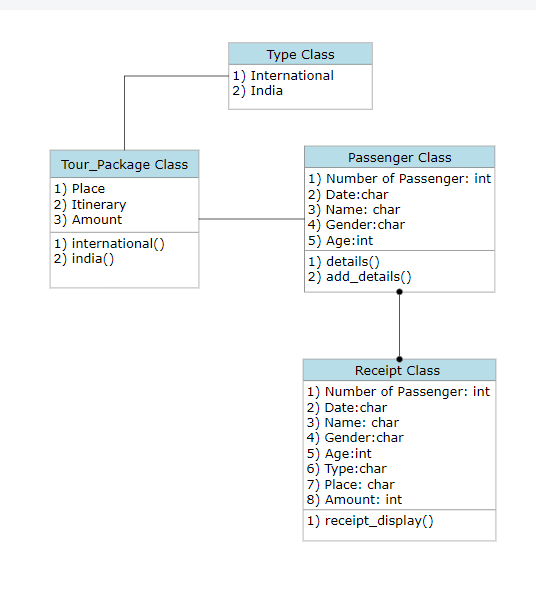 Type Class
1) International
2) India
Tour_Package Class
1) Place
2) Itinerary
3) Amount
1) international()
2) india()
Passenger Class
1) Number of Passenger: int
2) Date:char
3) Name: char
4) Gender:char
5) Age:int
1) details()
2) add_details()
Receipt Class
1) Number of Passenger: int
2) Date:char
3) Name: char
4) Gender:char
5) Age:int
6) Type:char
7) Place: char
8) Amount: int
1) receipt_display()